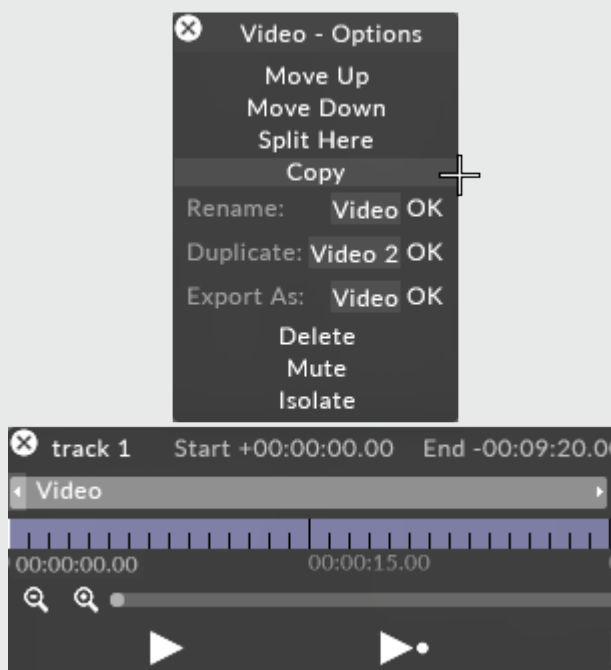 Video - Options
Move Up
Move Down
Split Here
Copy
Rename: Video OK
Duplicate: Video 2 OK
Export As: Video OK
Delete
Mute
Isolate
track 1 Start +00:00:00.00 End -00:09:20.0
Video
00:00:00.00 00:00:15.00